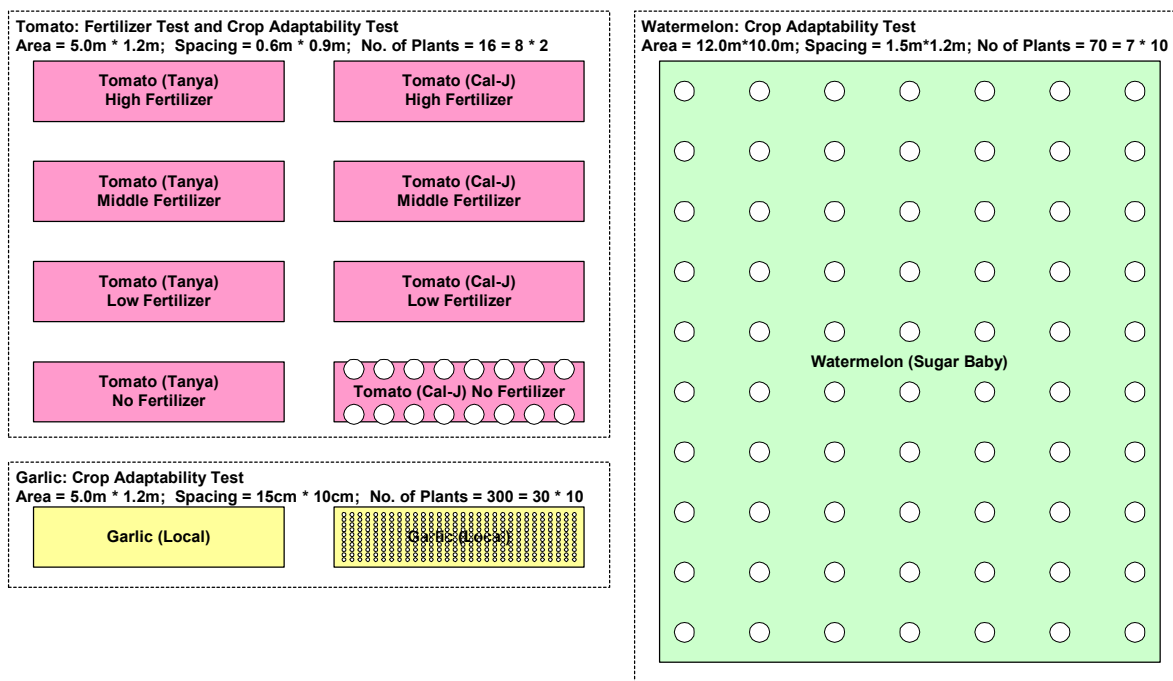 Tomato: Fertilizer Test and Crop Adaptability Test
Area = 5.0m * 1.2m;  Spacing = 0.6m * 0.9m;  No. of Plants = 16 = 8 * 2
Tomato (Tanya)
High Fertilizer
Tomato (Cal-J)
High Fertilizer
Tomato (Tanya)
Middle Fertilizer
Tomato (Cal-J)
Middle Fertilizer
Tomato (Tanya)
Low Fertilizer
Tomato (Cal-J)
Low Fertilizer
Tomato (Tanya)
No Fertilizer
Tomato (Cal-J) No Fertilizer
Garlic: Crop Adaptability Test
Area = 5.0m * 1.2m;  Spacing = 15cm * 10cm;  No. of Plants = 300 = 30 * 10
Garlic (Local)
Garlic (Local)
Watermelon: Crop Adaptability Test
Area = 12.0m*10.0m; Spacing = 1.5m*1.2m; No of Plants = 70 = 7 * 10
Watermelon (Sugar Baby)